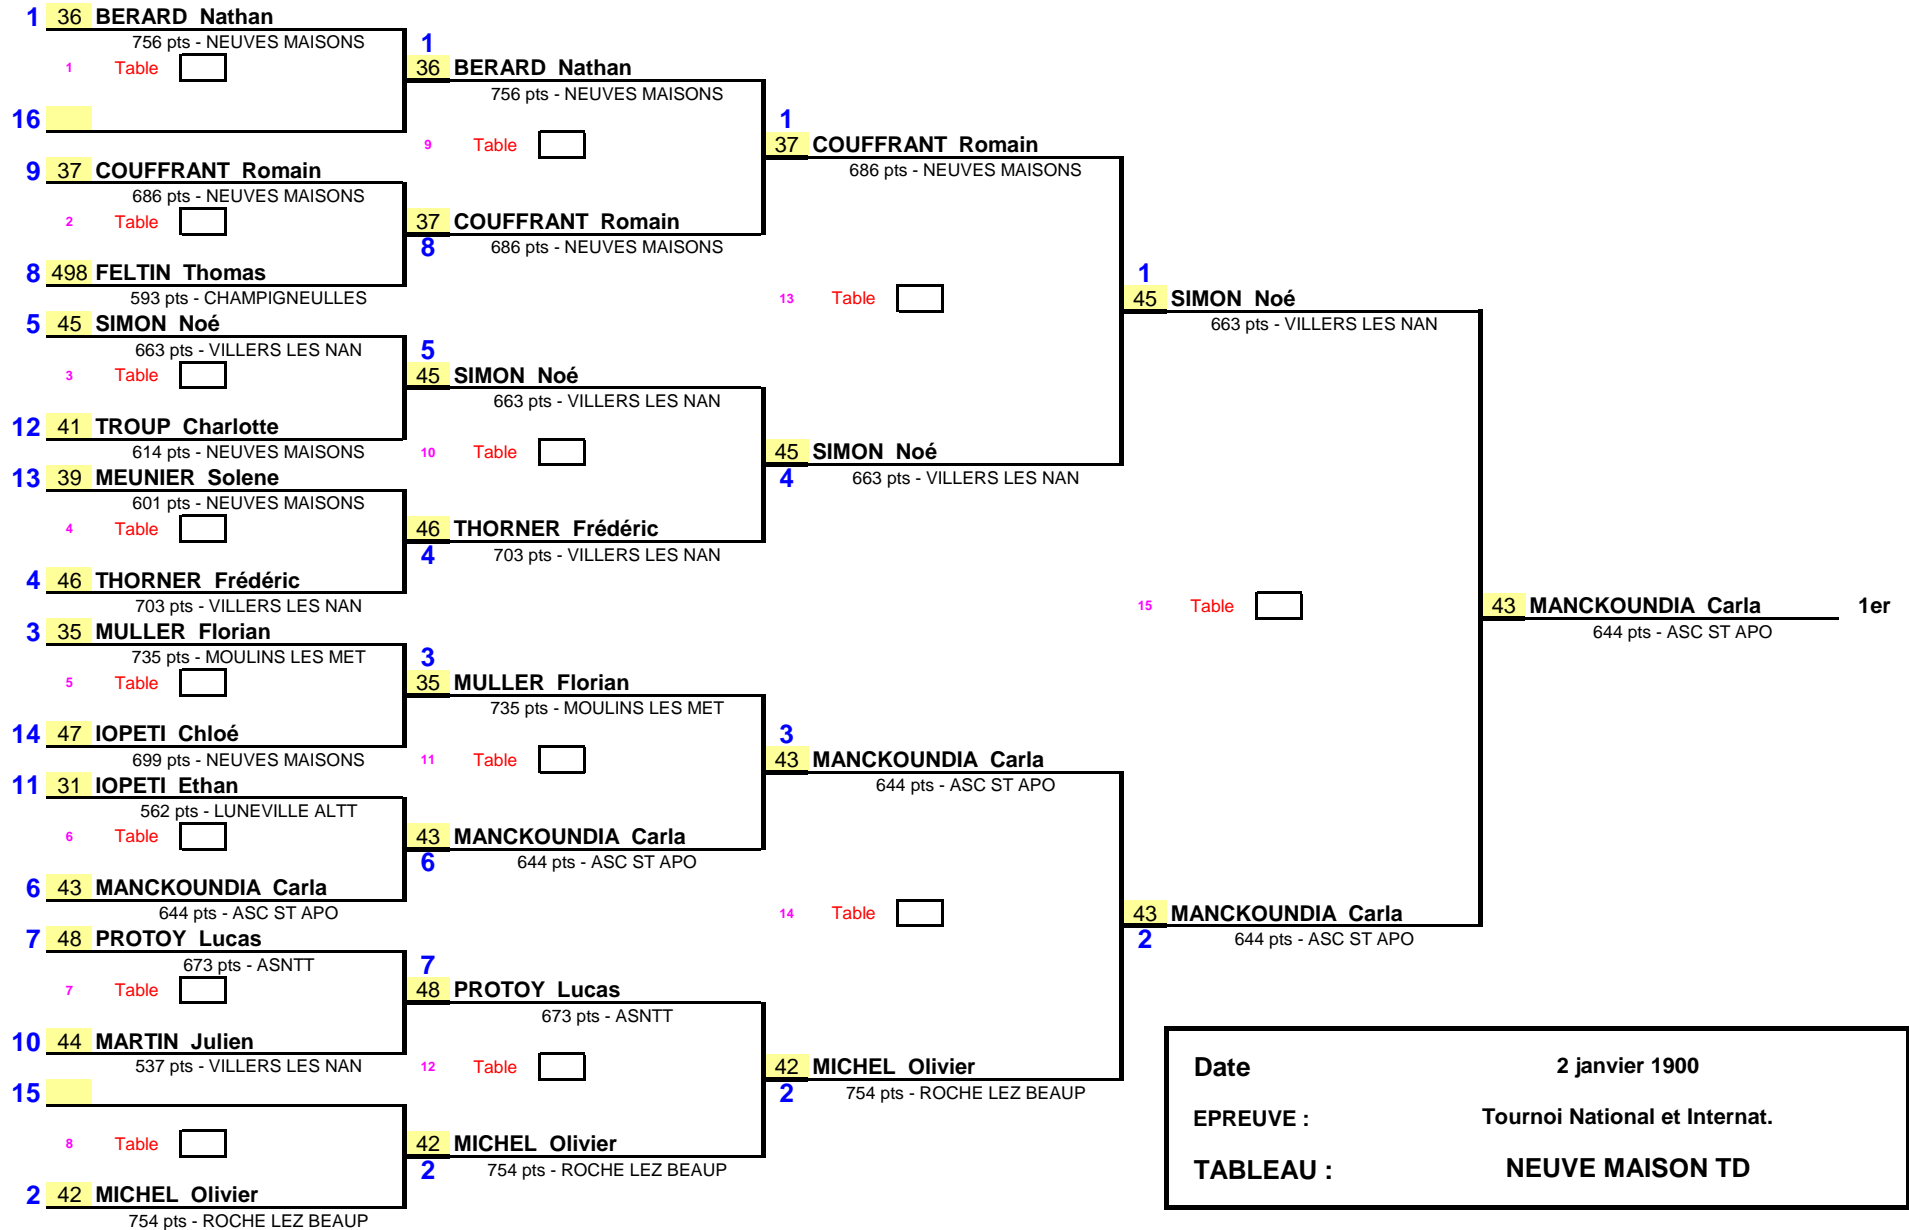 1 36 BERARD Nathan
756 pts - NEUVES MAISONS
1 Table
16
9 37 COUFFRANT Romain
686 pts - NEUVES MAISONS
2 Table
8 498 FELTIN Thomas
593 pts - CHAMPIGNEULLES
5 45 SIMON Noé
663 pts - VILLERS LES NAN
3 Table
12 41 TROUP Charlotte
614 pts - NEUVES MAISONS
13 39 MEUNIER Solene
601 pts - NEUVES MAISONS
4 Table
4 46 THORNER Frédéric
703 pts - VILLERS LES NAN
3 35 MULLER Florian
735 pts - MOULINS LES MET
5 Table
14 47 IOPETI Chloé
699 pts - NEUVES MAISONS
11 31 IOPETI Ethan
562 pts - LUNEVILLE ALTT
6 Table
6 43 MANCKOUNDIA Carla
644 pts - ASC ST APO
7 48 PROTOY Lucas
673 pts - ASNTT
7 Table
10 44 MARTIN Julien
537 pts - VILLERS LES NAN
15
8 Table
2 42 MICHEL Olivier
754 pts - ROCHE LEZ BEAUP
1
36 BERARD Nathan
756 pts - NEUVES MAISONS
9 Table
37 COUFFRANT Romain
8
686 pts - NEUVES MAISONS
5
45 SIMON Noé
663 pts - VILLERS LES NAN
10 Table
46 THORNER Frédéric
4
703 pts - VILLERS LES NAN
3
35 MULLER Florian
735 pts - MOULINS LES MET
11 Table
43 MANCKOUNDIA Carla
6
644 pts - ASC ST APO
7
48 PROTOY Lucas
673 pts - ASNTT
12 Table
42 MICHEL Olivier
2
754 pts - ROCHE LEZ BEAUP
1
37 COUFFRANT Romain
686 pts - NEUVES MAISONS
13 Table
45 SIMON Noé
4
663 pts - VILLERS LES NAN
3
43 MANCKOUNDIA Carla
644 pts - ASC ST APO
14 Table
42 MICHEL Olivier
2
754 pts - ROCHE LEZ BEAUP
1
45 SIMON Noé
663 pts - VILLERS LES NAN
15 Table
43 MANCKOUNDIA Carla
2
644 pts - ASC ST APO
43 MANCKOUNDIA Carla 1er
644 pts - ASC ST APO
Date 2 janvier 1900
EPREUVE : Tournoi National et Internat.
TABLEAU : NEUVE MAISON TD